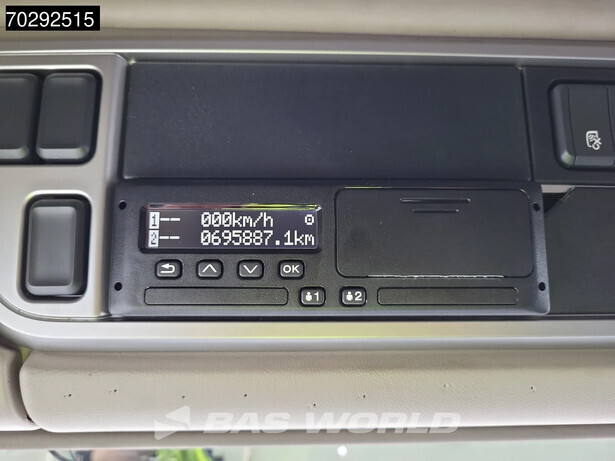 70292515
1-- 000km/h
2-- 0695887.1km
OK
1 2
BAS WORLD